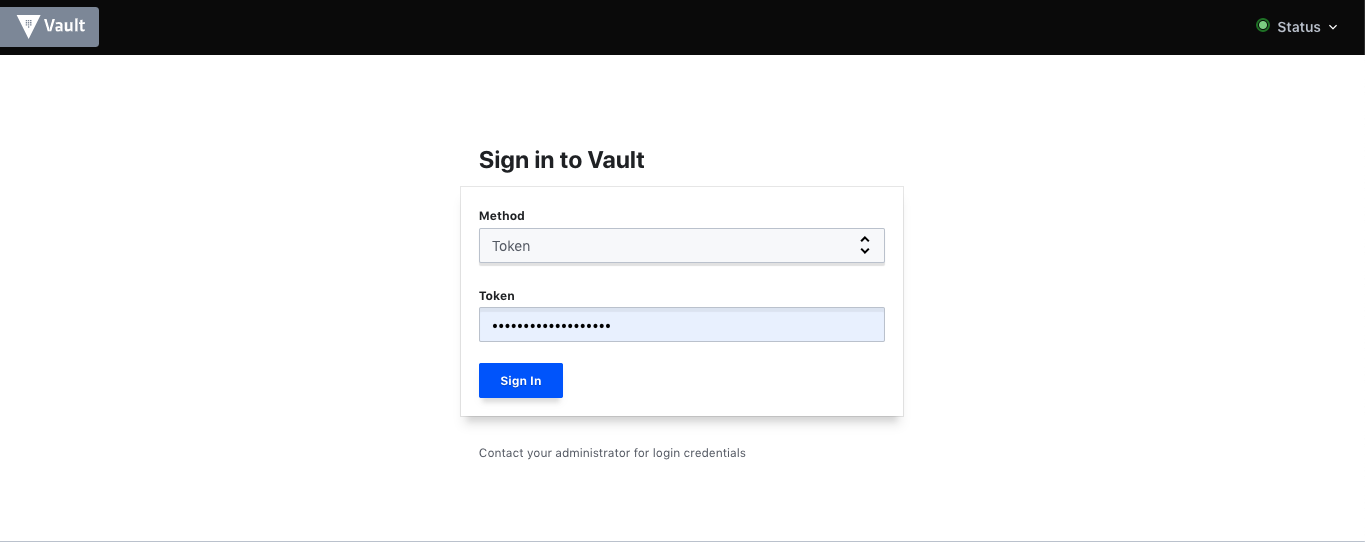 Vault
Status
Sign in to Vault
Method
Token
Token
•••••••••••••••••••
Sign In
Contact your administrator for login credentials